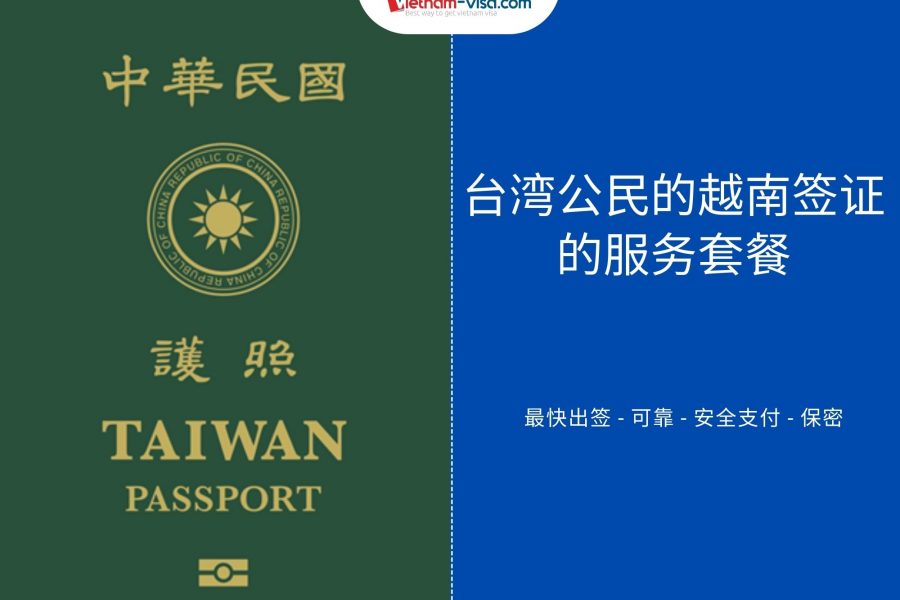 Vietnam-visa.com
Best way to get vietnam visa
中華民國
REPUBLIC OF CHINA REPUBLIC OF CHINA
護照
TAIWAN
PASSPORT
台湾公民的越南签证
的服务套餐
最快出签 - 可靠 - 安全支付 - 保密